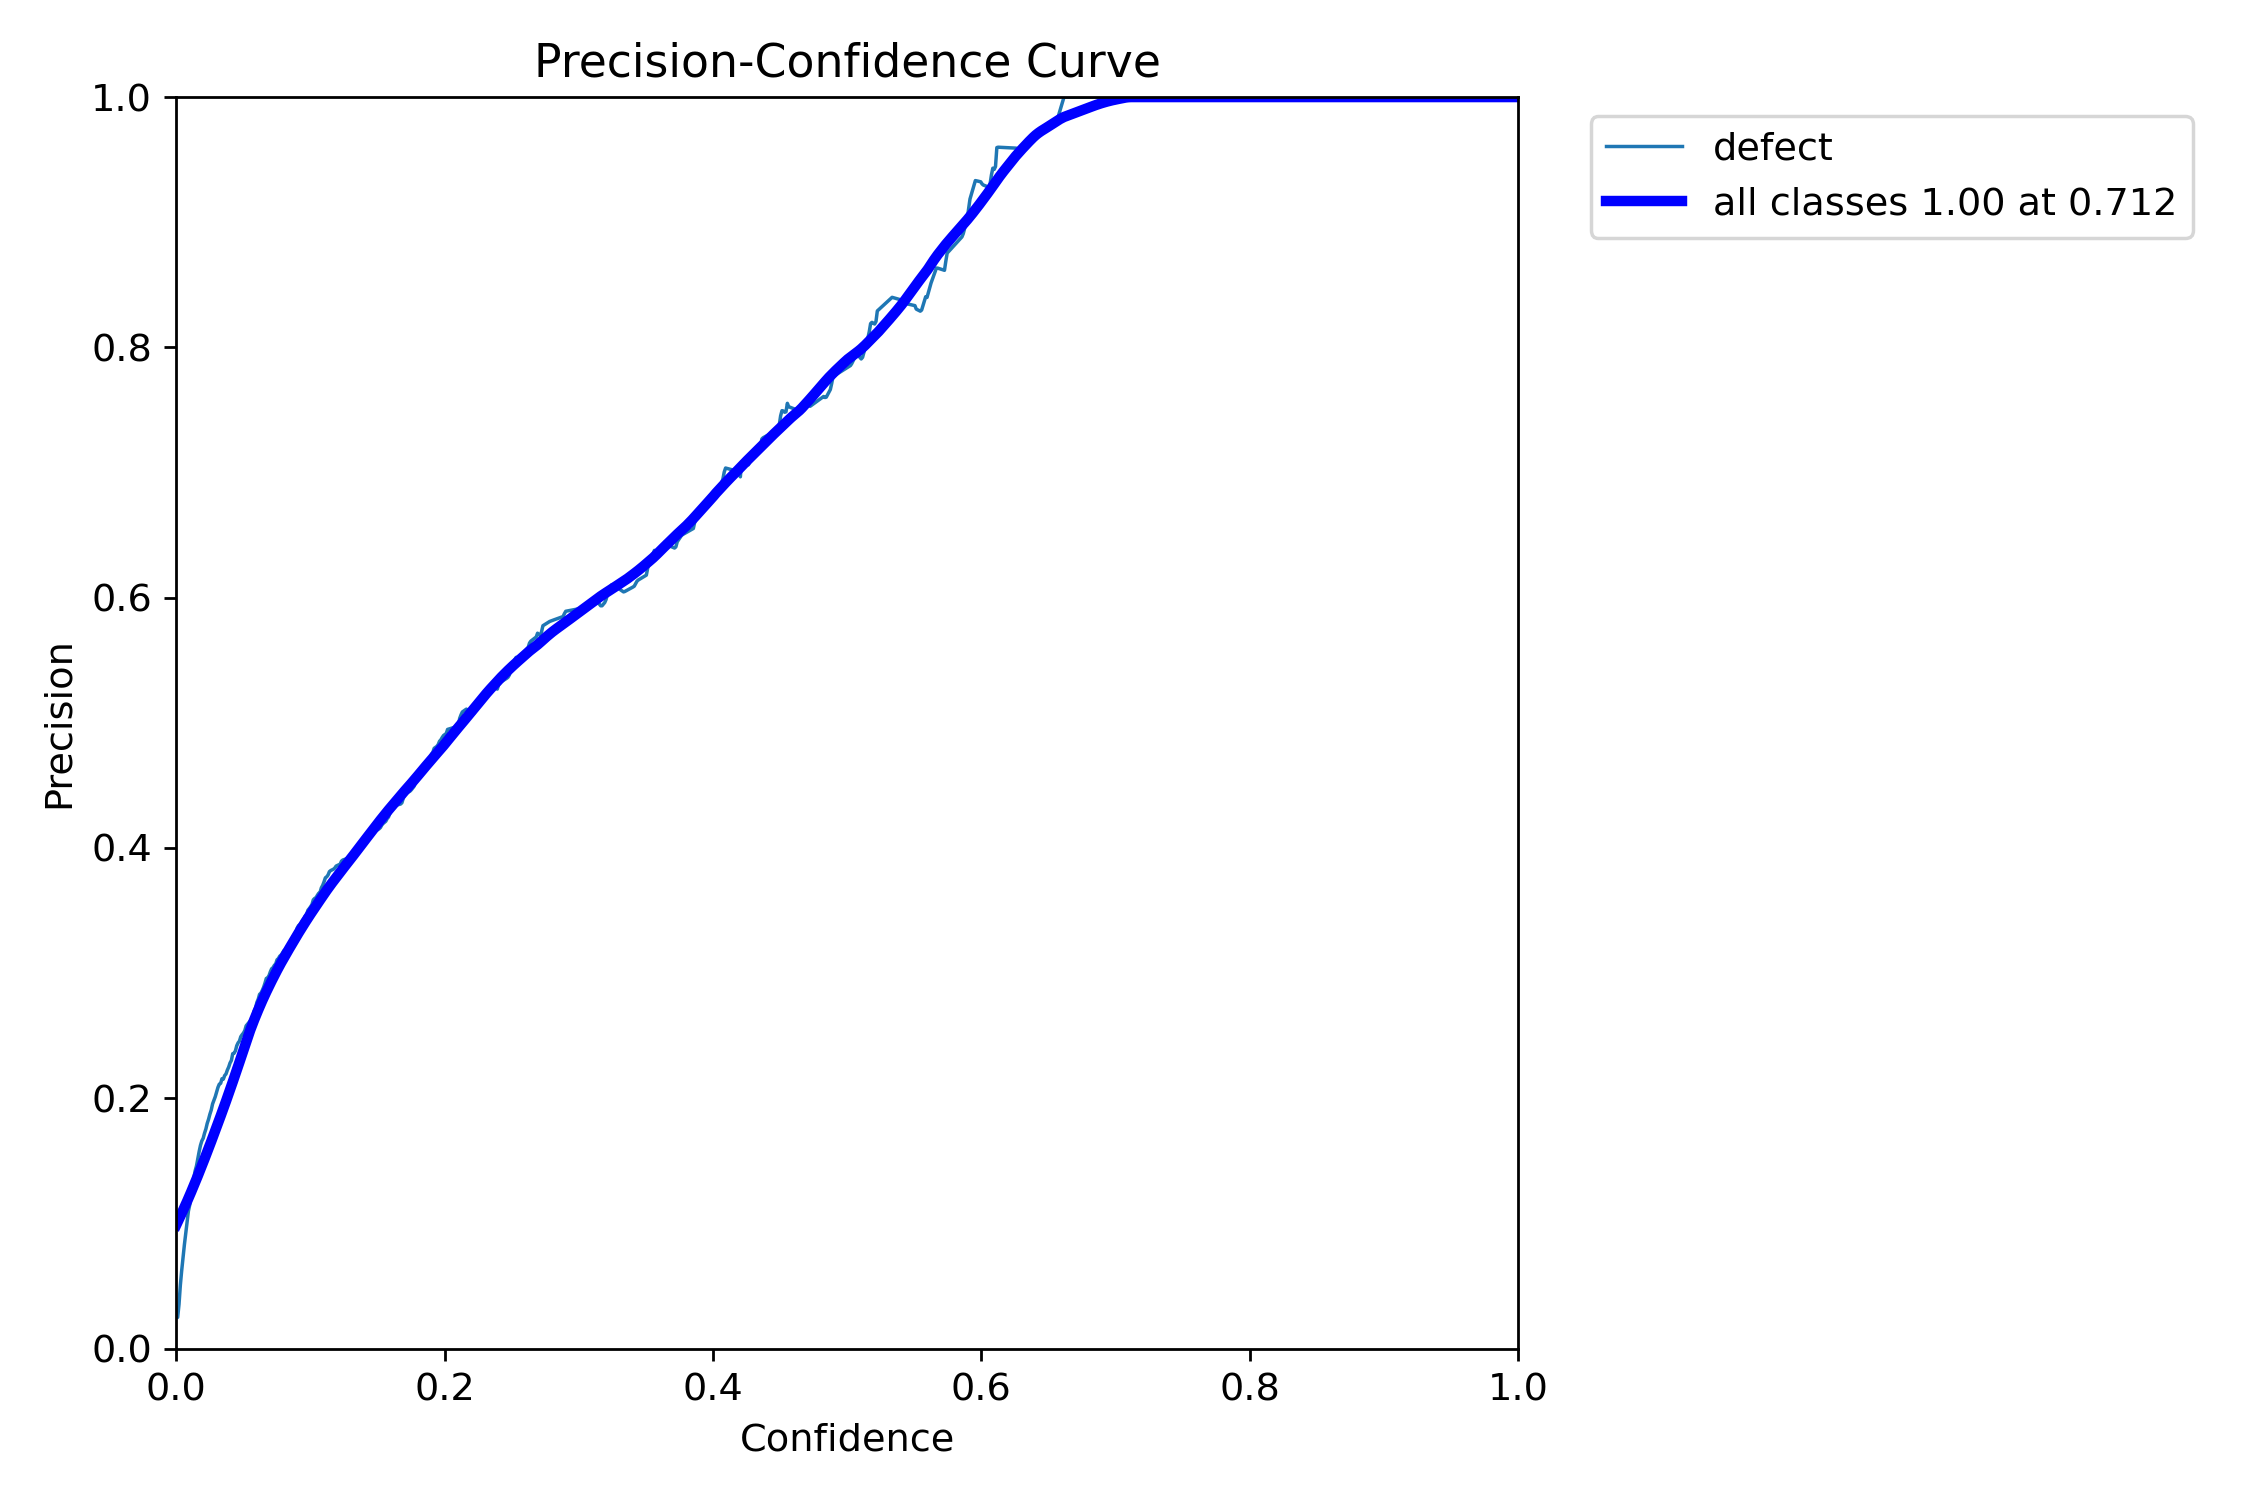 Precision-Confidence Curve
defect
all classes 1.00 at 0.712
Precision
1.0
0.8
0.6
0.4
0.2
0.0
0.0 0.2 0.4 0.6 0.8 1.0
Confidence